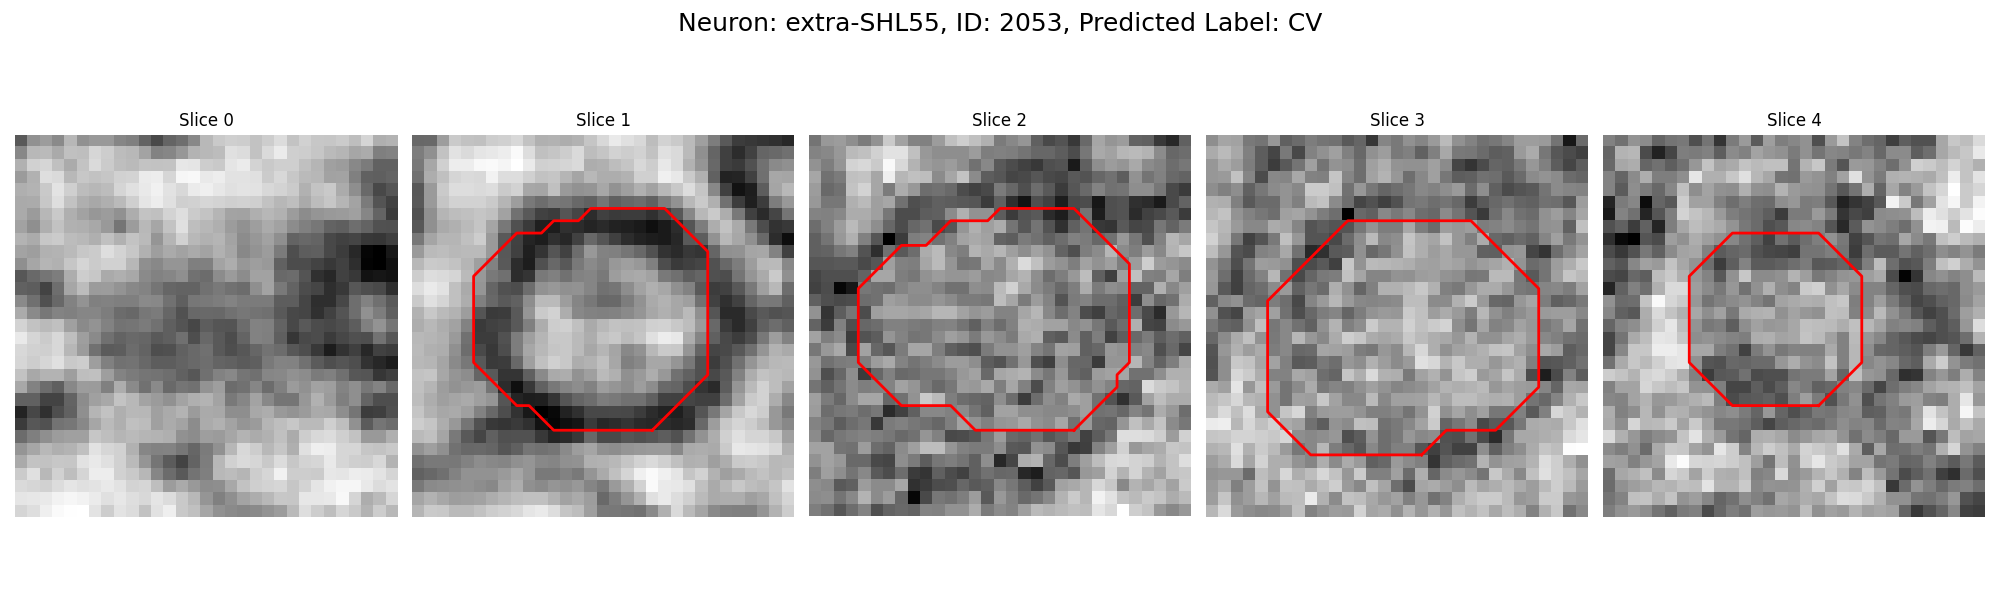 Neuron: extra-SHL55, ID: 2053, Predicted Label: CV
Slice 0
Slice 1
Slice 2
Slice 3
Slice 4